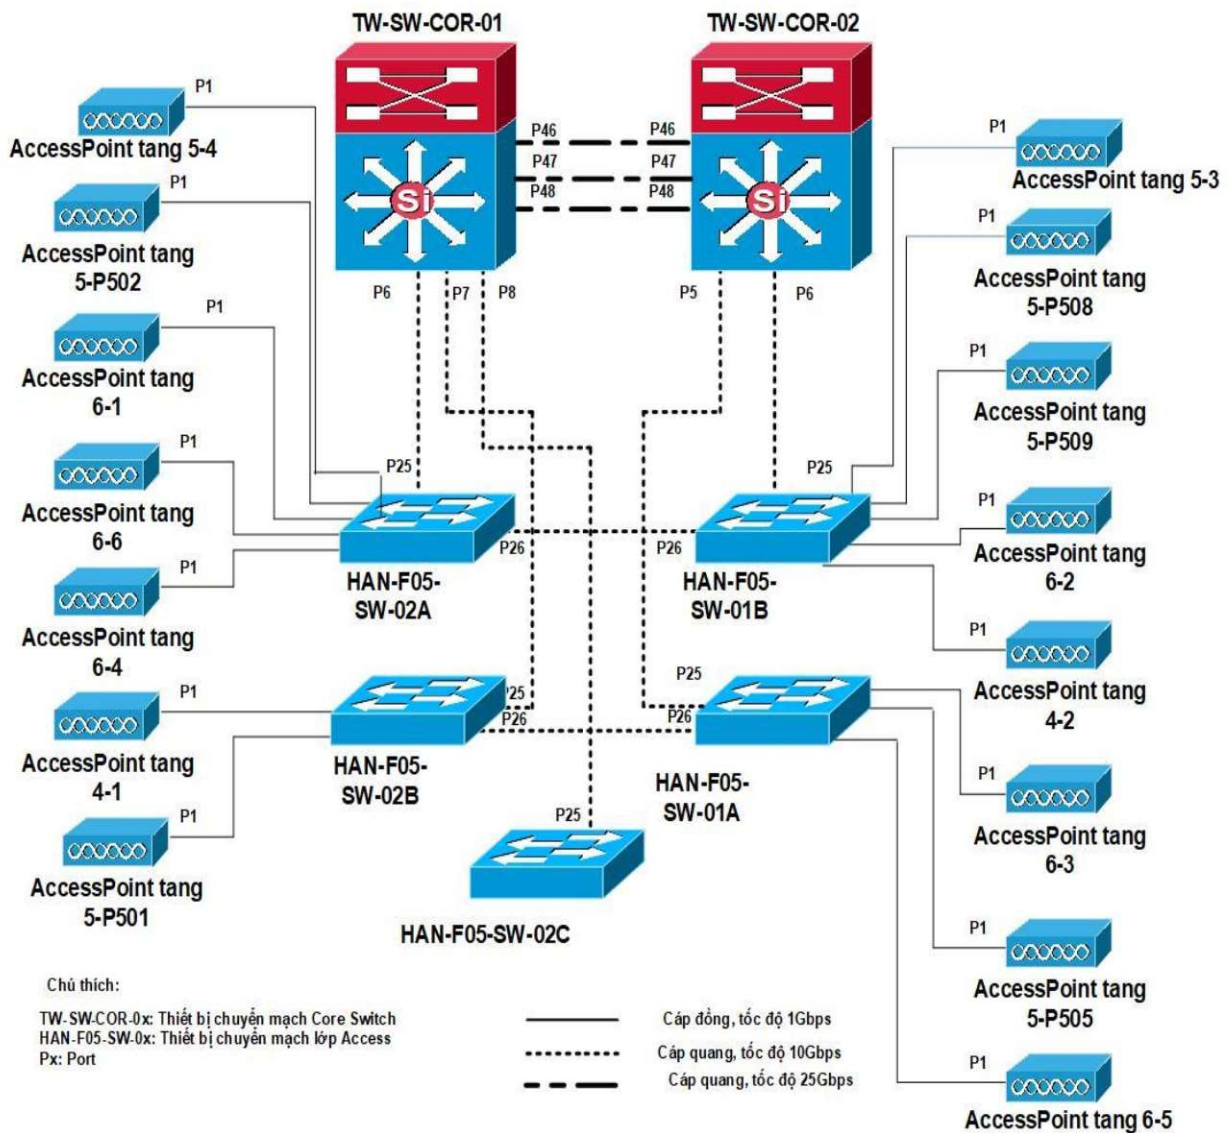 TW-SW-COR-01
TW-SW-COR-02
P1
AccessPoint tang 5-4
P46
P46
P47
P47
P48
P48
P1
AccessPoint tang 5-3
P1
AccessPoint tang
5-P502
P1
AccessPoint tang
5-P508
Si
Si
P6
P7
P8
P5
P6
P1
AccessPoint tang
6-1
P1
AccessPoint tang
5-P509
P1
AccessPoint tang
6-6
P25
P26
HAN-F05-
SW-02A
P25
P26
HAN-F05-
SW-01B
P1
AccessPoint tang
6-2
P1
AccessPoint tang
6-4
P1
AccessPoint tang
4-2
P1
AccessPoint tang
4-1
P25
P26
HAN-F05-
SW-02B
P25
P26
HAN-F05-
SW-01A
P1
AccessPoint tang
6-3
P1
AccessPoint tang
5-P501
P25
HAN-F05-SW-02C
P1
AccessPoint tang
5-P505
P1
AccessPoint tang 6-5
Chú thích:
TW-SW-COR-0x: Thiết bị chuyển mạch Core Switch
HAN-F05-SW-0x: Thiết bị chuyển mạch lớp Access
Px: Port
Cáp đồng, tốc độ 1Gbps
Cáp quang, tốc độ 10Gbps
Cáp quang, tốc độ 25Gbps